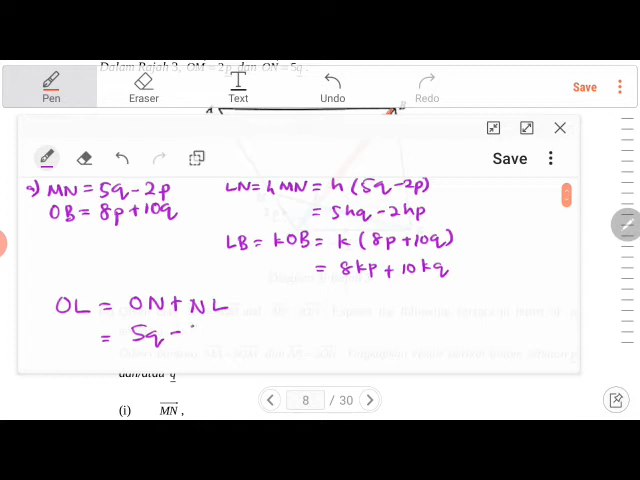 Dalam Rajah 3, OM = 2p dan ON = 5q.
Pen
Eraser
Text
Undo
Redo
Save
A
B
Save
a) MN = 5q - 2p
OB = 8p + 10q
LN = h MN = h (5q - 2p)
= 5hq - 2hp
LB = kOB = k (8p + 10q)
= 8kp + 10kq
OL = ON + NL
= 5q -
dan/atau q
8 / 30
(i) MN,